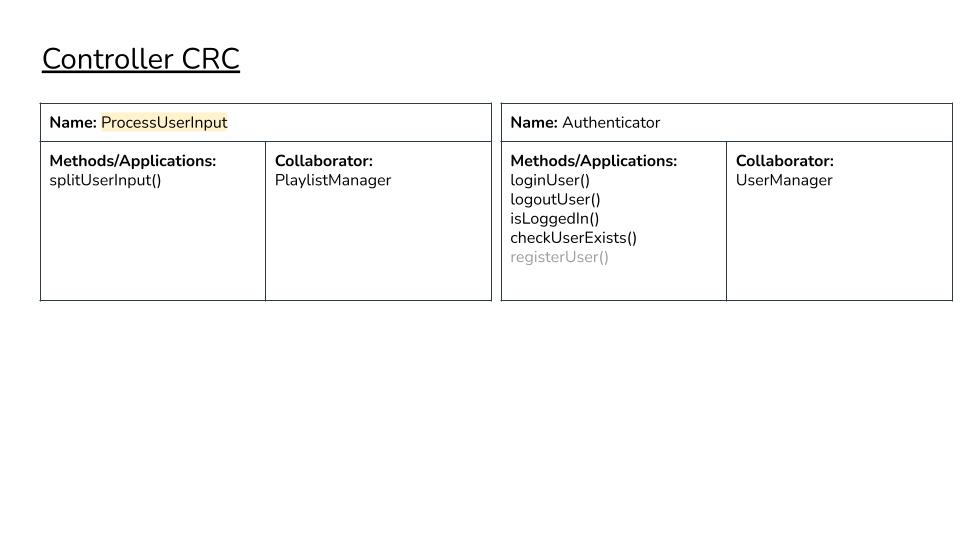 Controller CRC
Name: ProcessUserInput
Methods/Applications:
splitUserInput()
Collaborator:
PlaylistManager
Name: Authenticator
Methods/Applications:
loginUser()
logoutUser()
isLoggedIn()
checkUserExists()
registerUser()
Collaborator:
UserManager